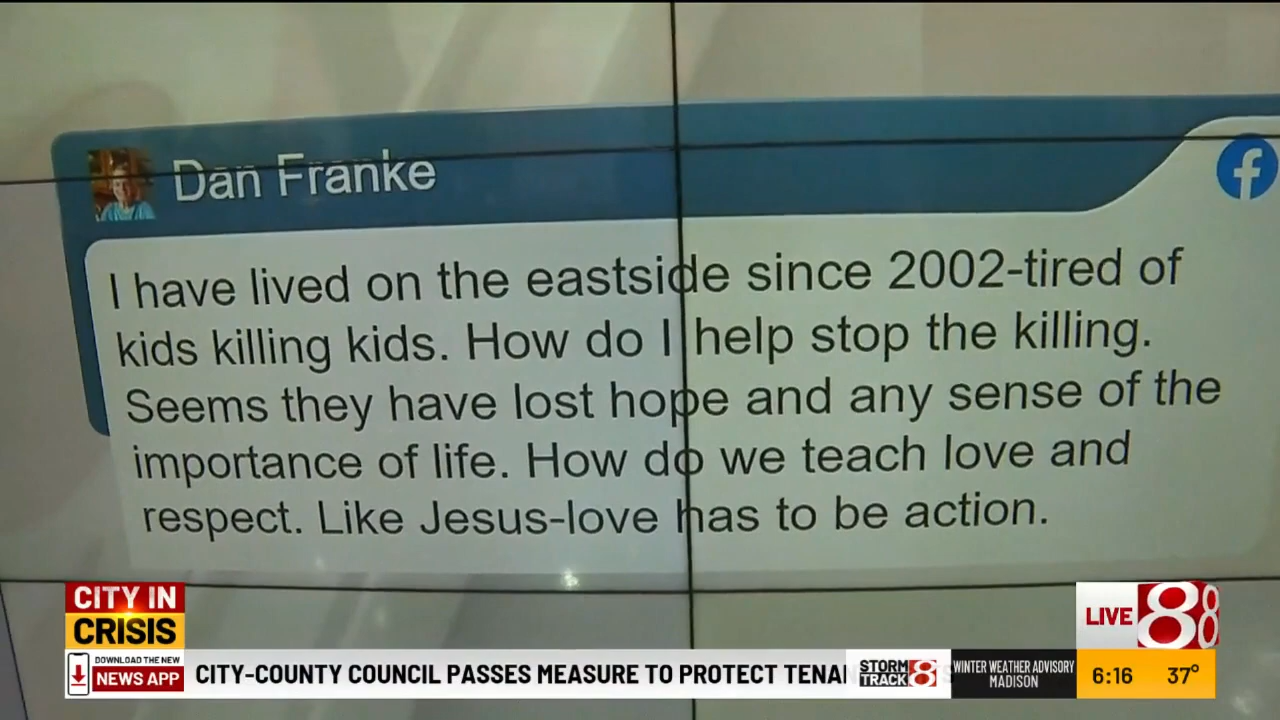 Dan Franke
I have lived on the eastside since 2002-tired of
kids killing kids. How do I help stop the killing.
Seems they have lost hope and any sense of the
importance of life. How do we teach love and
respect. Like Jesus-love has to be action.
CITY IN
CRISIS
LIVE 8
8
DOWNLOAD THE NEW
NEWS APP
CITY-COUNTY COUNCIL PASSES MEASURE TO PROTECT
STORM
TRACK 8
WINTER WEATHER ADVISORY
MADISON
6:16 37°